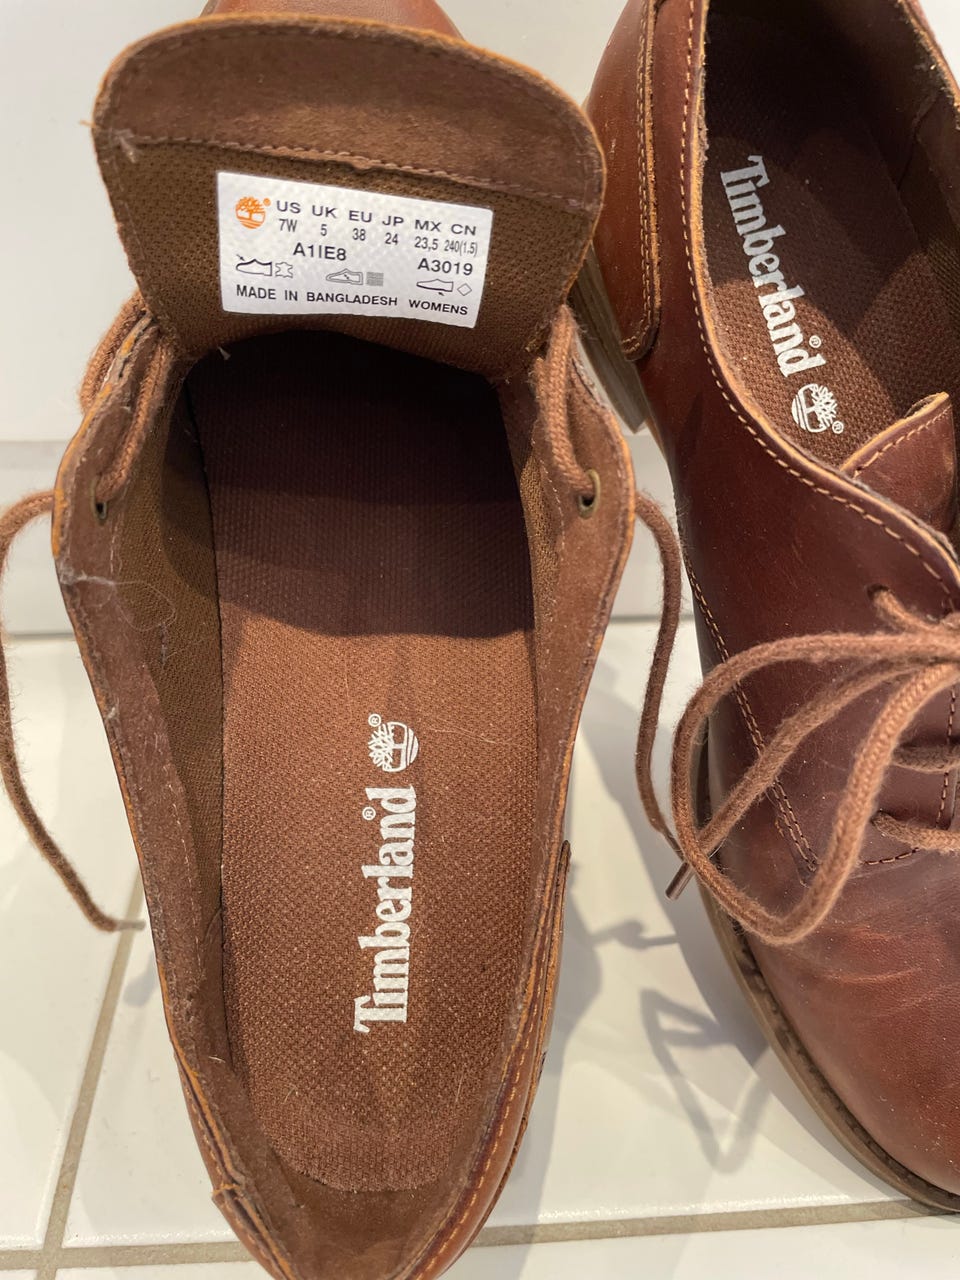 US UK EU JP MX CN
7W 5 38 24 23,5 240(1.5)
A1IE8 A3019
MADE IN BANGLADESH WOMENS
Timberland®
Timberland®